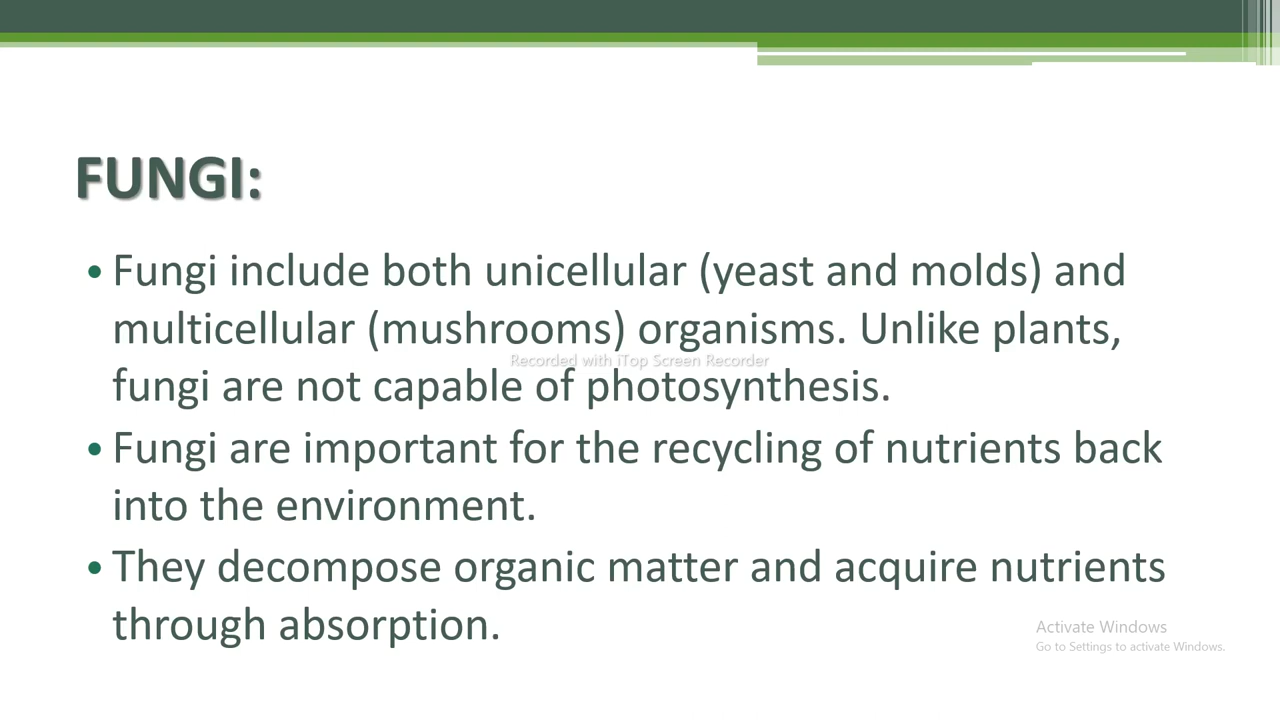 FUNGI:
• Fungi include both unicellular (yeast and molds) and
multicellular (mushrooms) organisms. Unlike plants,
Recorded with iTop Screen Recorder
fungi are not capable of photosynthesis.
• Fungi are important for the recycling of nutrients back
into the environment.
• They decompose organic matter and acquire nutrients
through absorption.
Activate Windows
Go to Settings to activate Windows.